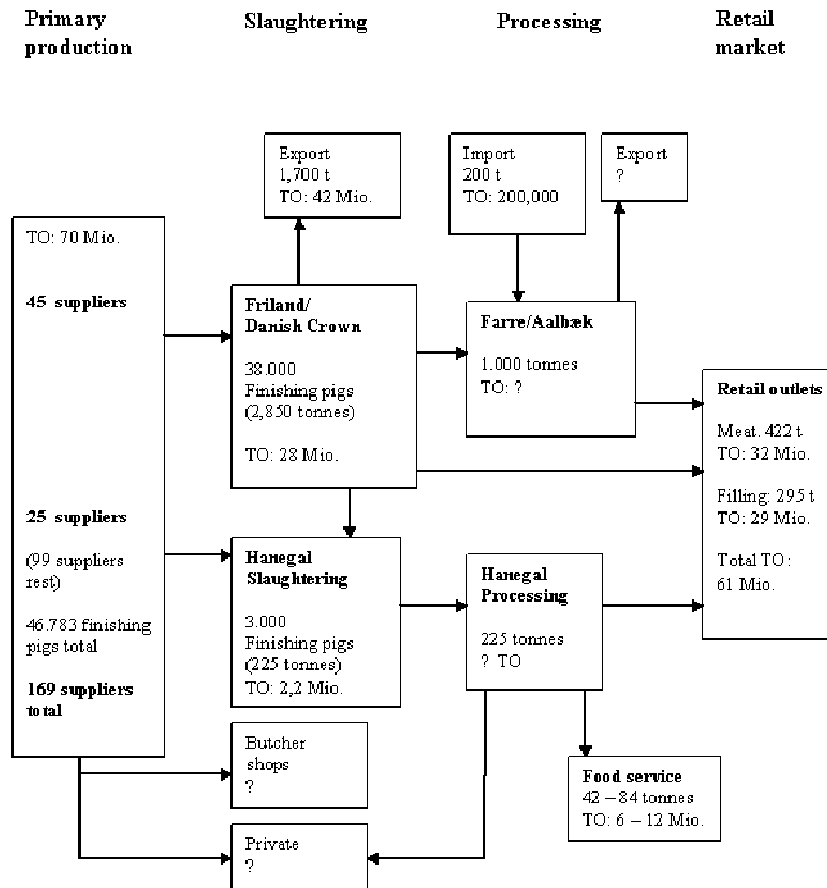 Primary
production
Slaughtering
Processing
Retail
market
Export
1,700 t
TO: 42 Mio.
Import
200 t
TO: 200,000
Export
?
TO: 70 Mio.
45 suppliers
25 suppliers
(99 suppliers
rest)
46.783 finishing
pigs total
169 suppliers
total
Friland/
Danish Crown
38.000
Finishing pigs
(2,850 tonnes)
TO: 28 Mio.
Farre/Aalbæk
1.000 tonnes
TO: ?
Retail outlets
Meat. 422 t
TO: 32 Mio.
Filling: 295 t
TO: 29 Mio.
Total TO:
61 Mio.
Hanegal
Slaughtering
3.000
Finishing pigs
(225 tonnes)
TO: 2,2 Mio.
Hanegal
Processing
225 tonnes
? TO
Butcher
shops
?
Private
?
Food service
42 – 84 tonnes
TO: 6 – 12 Mio.